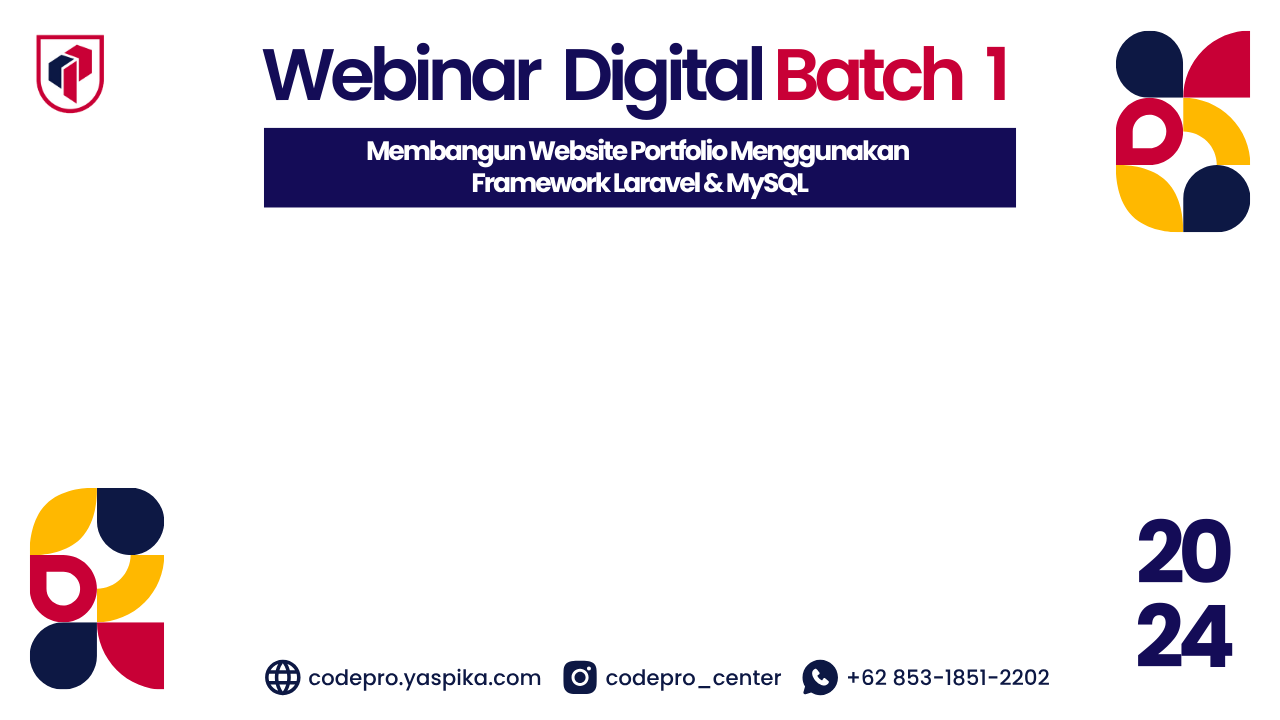 Webinar Digital Batch 1
Membangun Website Portfolio Menggunakan
Framework Laravel & MySQL
20
24
codepro.yaspika.com codepro_center +62 853-1851-2202